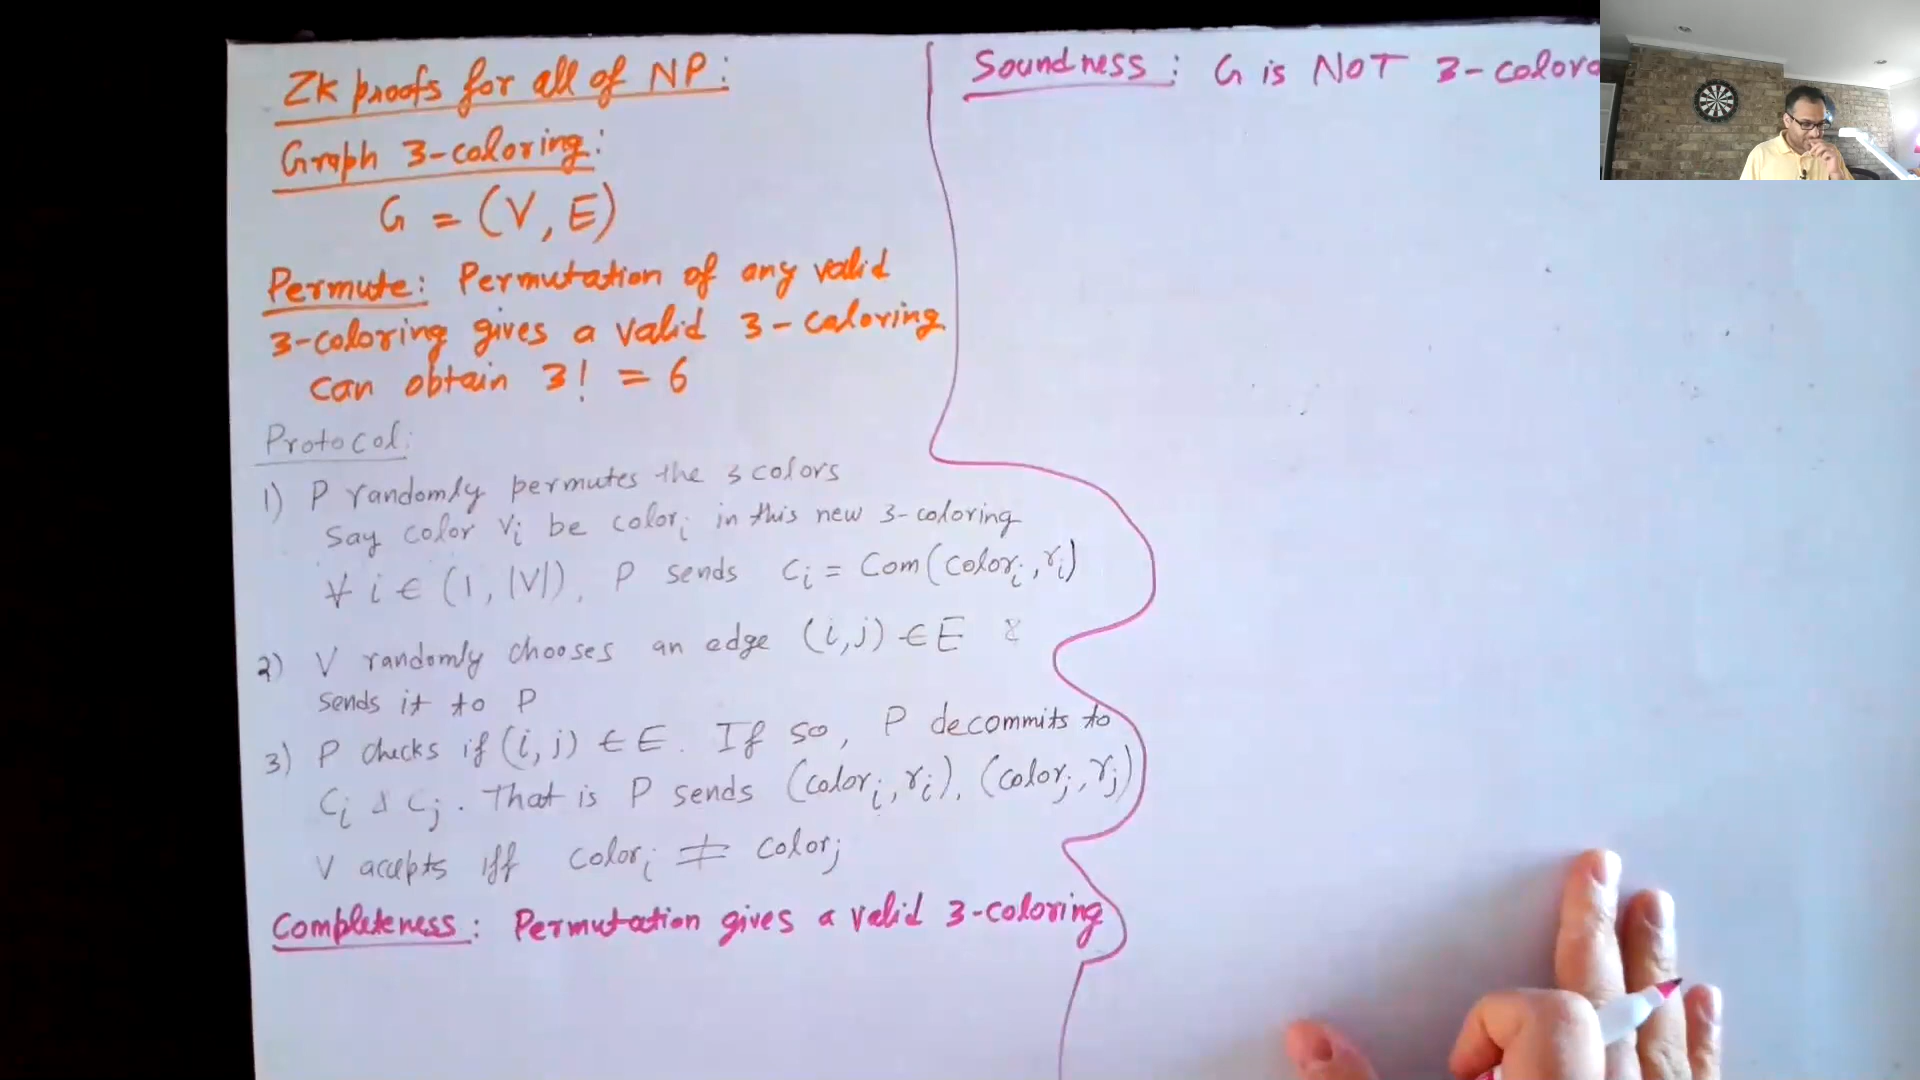 Zk proofs for all of NP:
Graph 3-coloring:
G = (V, E)
Permute: Permutation of any valid
3-coloring gives a valid 3-coloring
can obtain 3! = 6
Protocol:
1) P randomly permutes the 3 colors
Say color vᵢ be colorᵢ in this new 3-coloring
∀ i ∈ (1, |V|), P sends cᵢ = Com(colorᵢ, rᵢ)
2) V randomly chooses an edge (i,j) ∈ E &
sends it to P
3) P checks if (i, j) ∈ E. If so, P decommits to
Cᵢ & Cⱼ. That is P sends (colorᵢ, rᵢ), (colorⱼ, rⱼ)
V accepts iff colorᵢ ≠ colorⱼ
Completeness: Permutation gives a valid 3-coloring
Soundness: G is NOT 3-colora